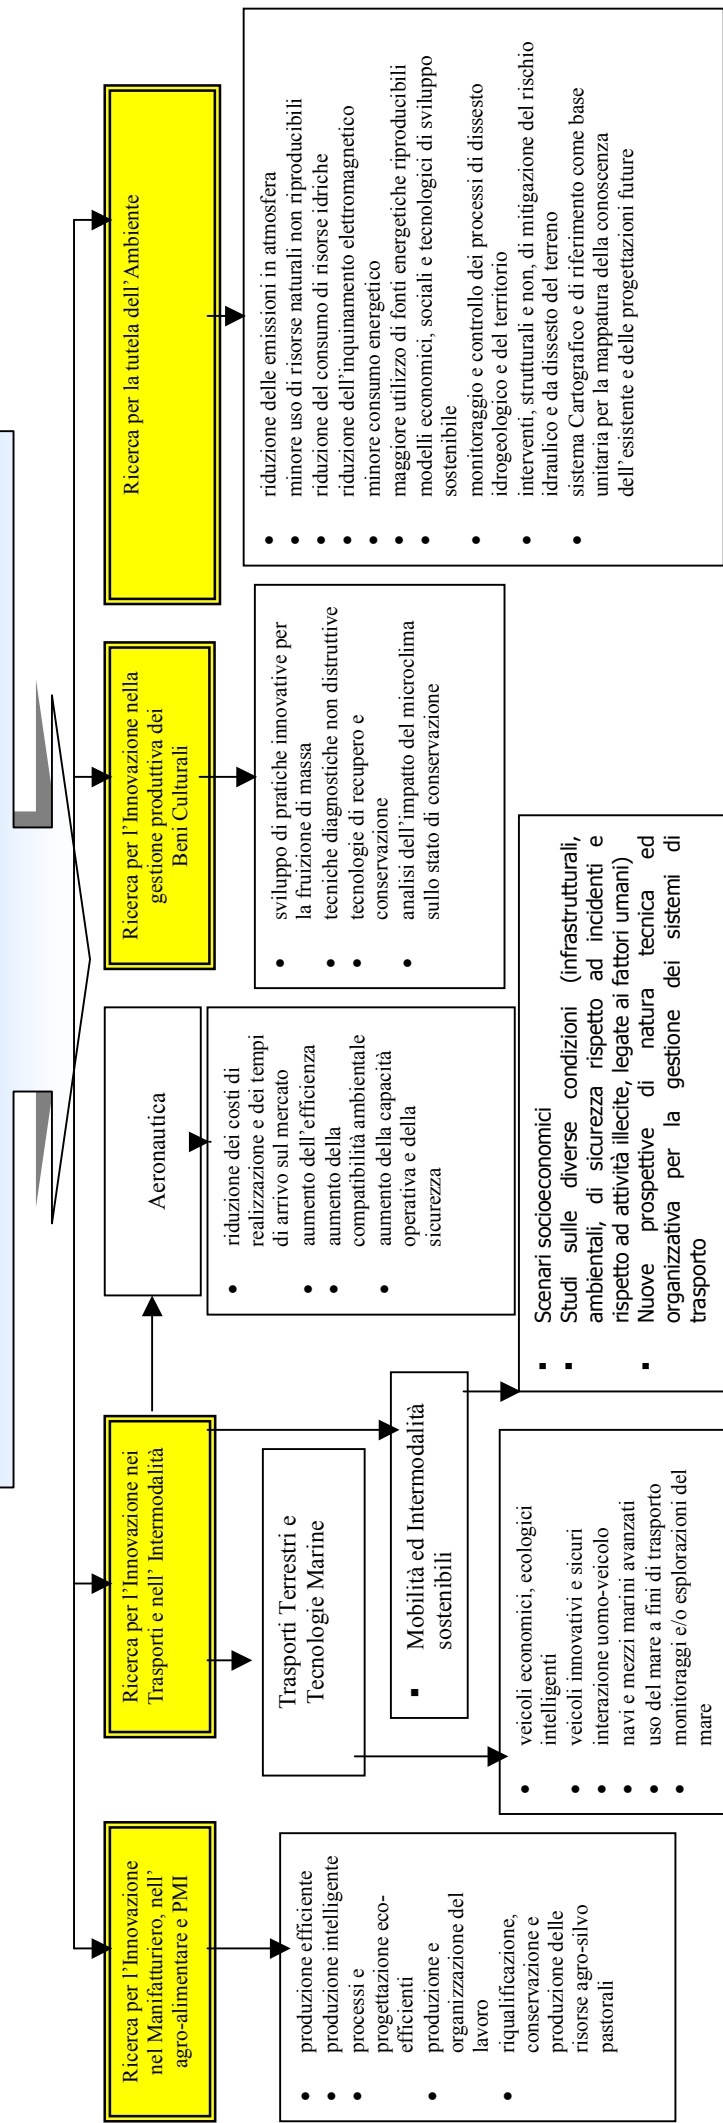 Ricerca per l'Innovazione
nel Manifatturiero, nell'
agro-alimentare e PMI
• produzione efficiente
• produzione intelligente
• processi e
progettazione eco-
efficienti
• produzione e
organizzazione del
lavoro
• riqualificazione,
conservazione e
produzione delle
risorse agro-silvo
pastorali
Ricerca per l'Innovazione nei
Trasporti e nell' Intermodalità
Trasporti Terrestri e
Tecnologie Marine
▪ Mobilità ed Intermodalità
sostenibili
• veicoli economici, ecologici
intelligenti
• veicoli innovativi e sicuri
• interazione uomo-veicolo
• navi e mezzi marini avanzati
• uso del mare a fini di trasporto
• monitoraggi e/o esplorazioni del
mare
Aeronautica
• riduzione dei costi di
realizzazione e dei tempi
di arrivo sul mercato
• aumento dell'efficienza
• aumento della
compatibilità ambientale
• aumento della capacità
operativa e della
sicurezza
▪ Scenari socioeconomici
▪ Studi sulle diverse condizioni (infrastrutturali,
ambientali, di sicurezza rispetto ad incidenti e
rispetto ad attività illecite, legate ai fattori umani)
▪ Nuove prospettive di natura tecnica ed
organizzativa per la gestione dei sistemi di
trasporto
Ricerca per l'Innovazione nella
gestione produttiva dei
Beni Culturali
• sviluppo di pratiche innovative per
la fruizione di massa
• tecniche diagnostiche non distruttive
• tecnologie di recupero e
conservazione
• analisi dell'impatto del microclima
sullo stato di conservazione
Ricerca per la tutela dell'Ambiente
• riduzione delle emissioni in atmosfera
• minore uso di risorse naturali non riproducibili
• riduzione del consumo di risorse idriche
• riduzione dell'inquinamento elettromagnetico
• minore consumo energetico
• maggiore utilizzo di fonti energetiche riproducibili
• modelli economici, sociali e tecnologici di sviluppo
sostenibile
• monitoraggio e controllo dei processi di dissesto
idrogeologico e del territorio
• interventi, strutturali e non, di mitigazione del rischio
idraulico e da dissesto del terreno
• sistema Cartografico e di riferimento come base
unitaria per la mappatura della conoscenza
dell'esistente e delle progettazioni future